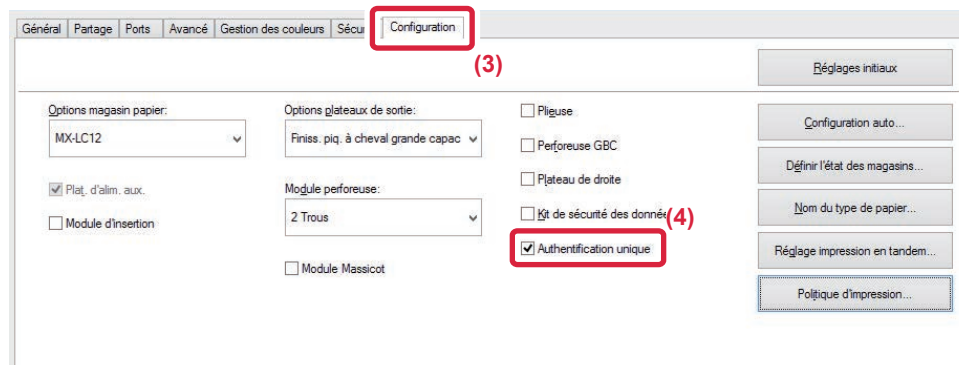 Général Partage Ports Avancé Gestion des couleurs Sécur Configuration
(3)
Réglages initiaux
Options magasin papier:
MX-LC12
Plat. d'alim. aux.
Module d'insertion
Options plateaux de sortie:
Finiss. piq. à cheval grande capac
Module perforeuse:
2 Trous
Module Massicot
Plieuse
Perforeuse GBC
Plateau de droite
Kit de sécurité des donnée
(4)
Authentification unique
Configuration auto...
Définir l'état des magasins...
Nom du type de papier...
Réglage impression en tandem...
Politique d'impression...